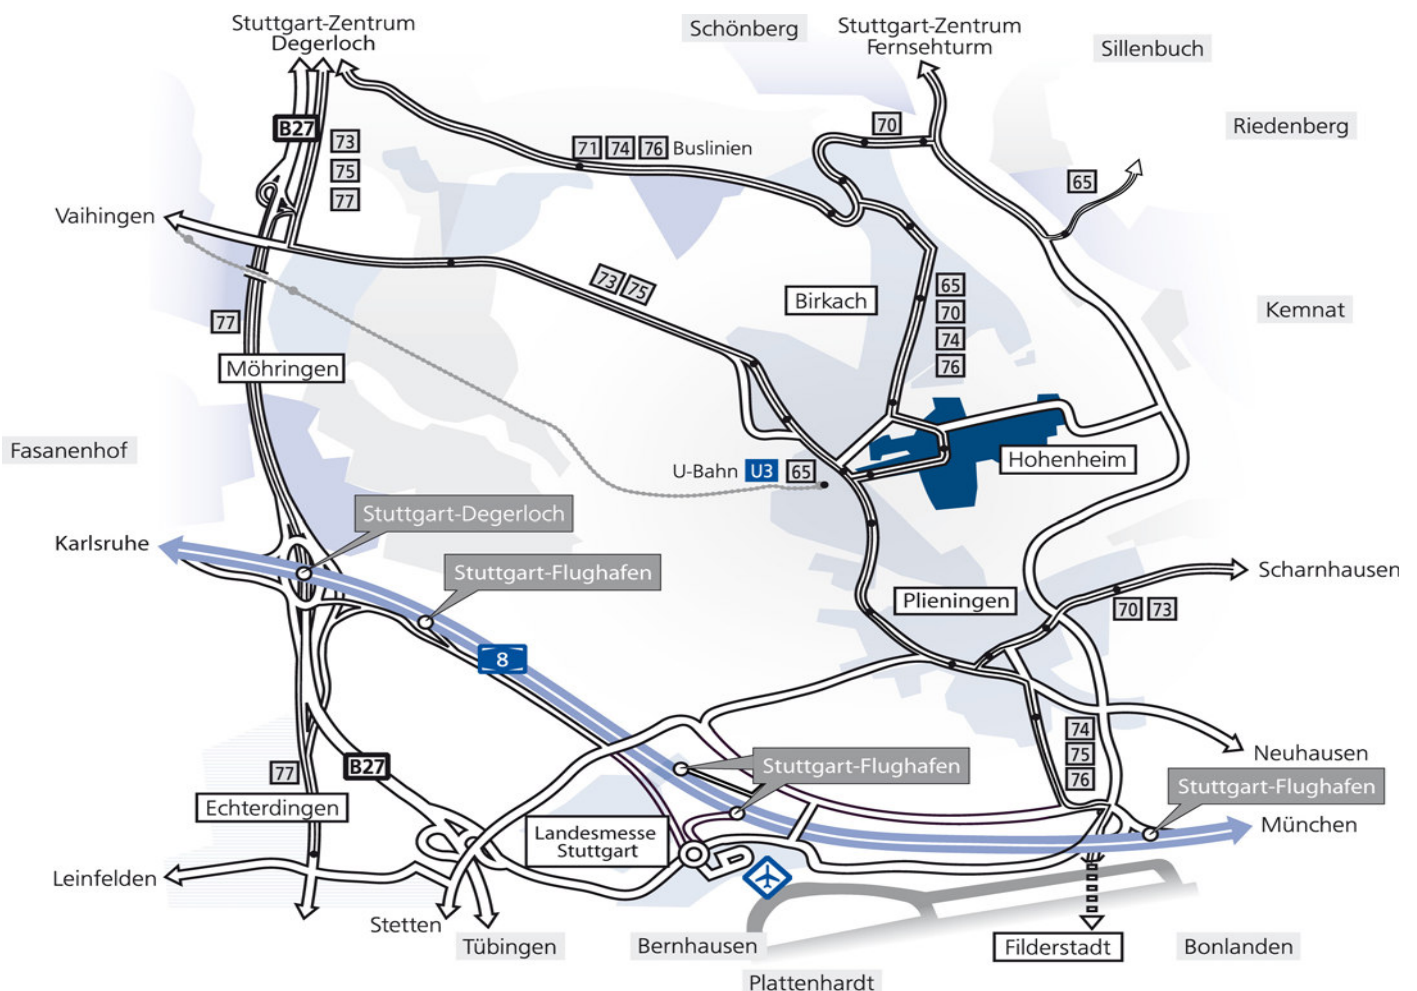 Stuttgart-Zentrum
Degerloch
Schönberg
Stuttgart-Zentrum
Fernsehturm
Sillenbuch
Riedenberg
B27
73
75
77
71 74 76 Buslinien
70
65
Vaihingen
73 75
Birkach
65
70
74
76
Kemnat
77
Möhringen
Fasanenhof
U-Bahn U3 65
Hohenheim
Stuttgart-Degerloch
Karlsruhe
Stuttgart-Flughafen
Scharnhausen
Plieningen
70 73
8
74
75
76
Neuhausen
B27
77
Stuttgart-Flughafen
Stuttgart-Flughafen
Echterdingen
Landesmesse
Stuttgart
München
Leinfelden
Stetten
Tübingen
Bernhausen
Filderstadt
Bonlanden
Plattenhardt